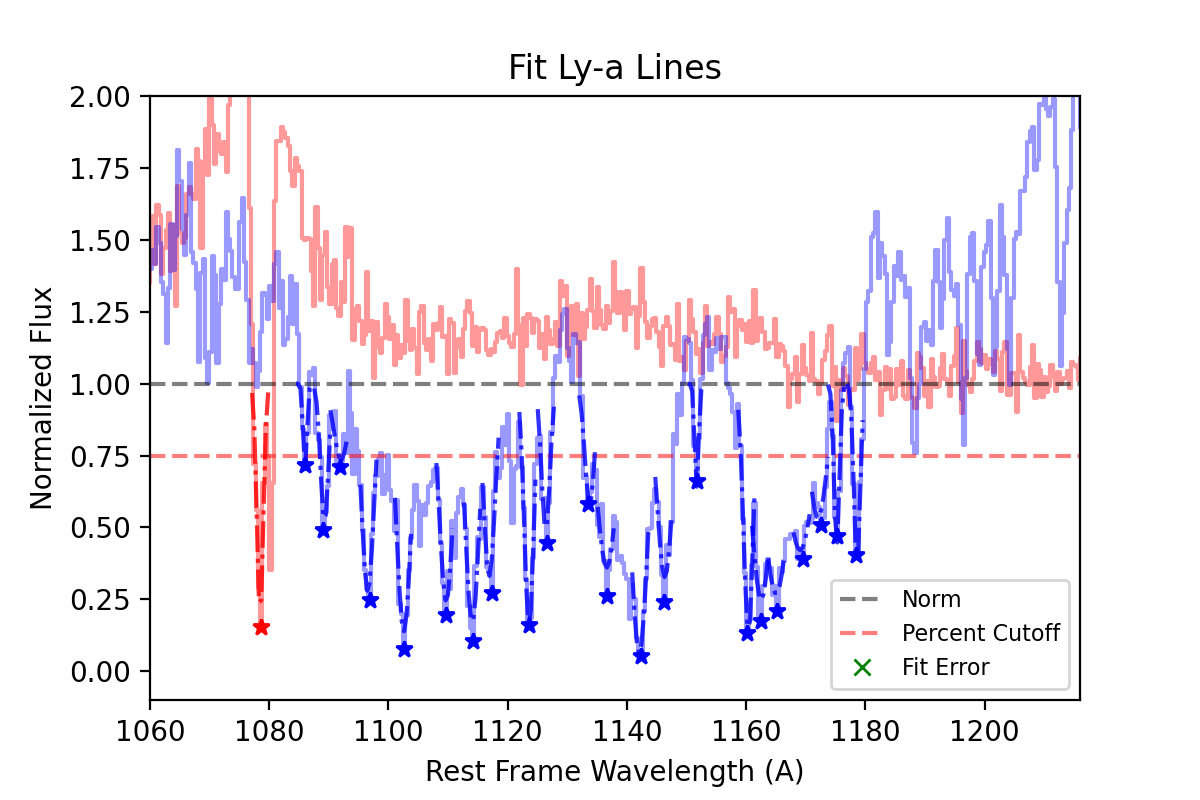 Fit Ly-a Lines
2.00
1.75
1.50
1.25
1.00
0.75
0.50
0.25
0.00
Normalized Flux
Norm
Percent Cutoff
Fit Error
1060 1080 1100 1120 1140 1160 1180 1200
Rest Frame Wavelength (A)